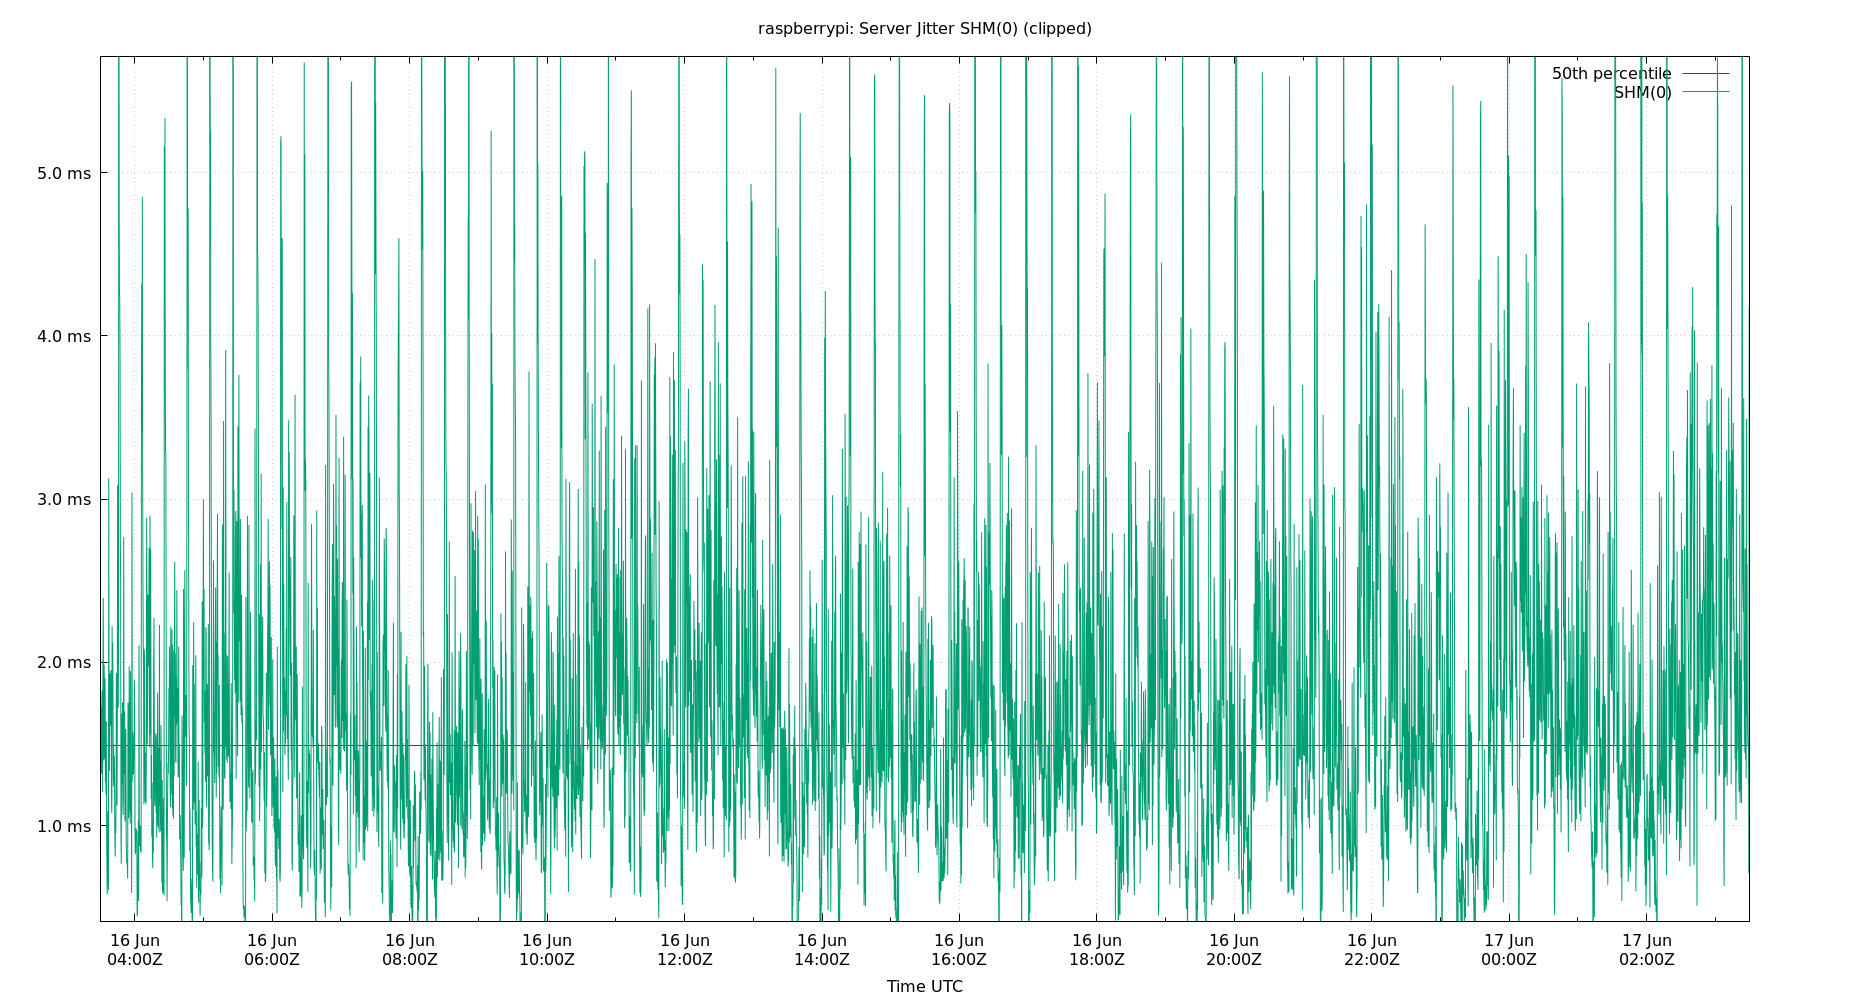 raspberrypi: Server Jitter SHM(0) (clipped)
50th percentile
SHM(0)
5.0 ms
4.0 ms
3.0 ms
2.0 ms
1.0 ms
16 Jun 16 Jun 16 Jun 16 Jun 16 Jun 16 Jun 16 Jun 16 Jun 16 Jun 16 Jun 17 Jun 17 Jun
04:00Z 06:00Z 08:00Z 10:00Z 12:00Z 14:00Z 16:00Z 18:00Z 20:00Z 22:00Z 00:00Z 02:00Z
Time UTC